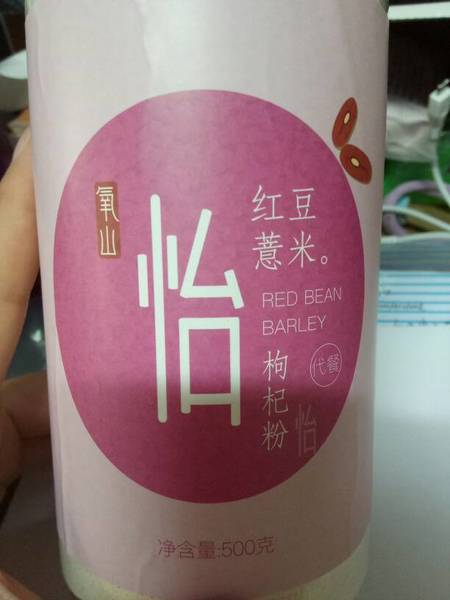 氧山
怡
红豆
薏米。
RED BEAN
BARLEY
枸杞粉
代餐
怡
净含量:500克